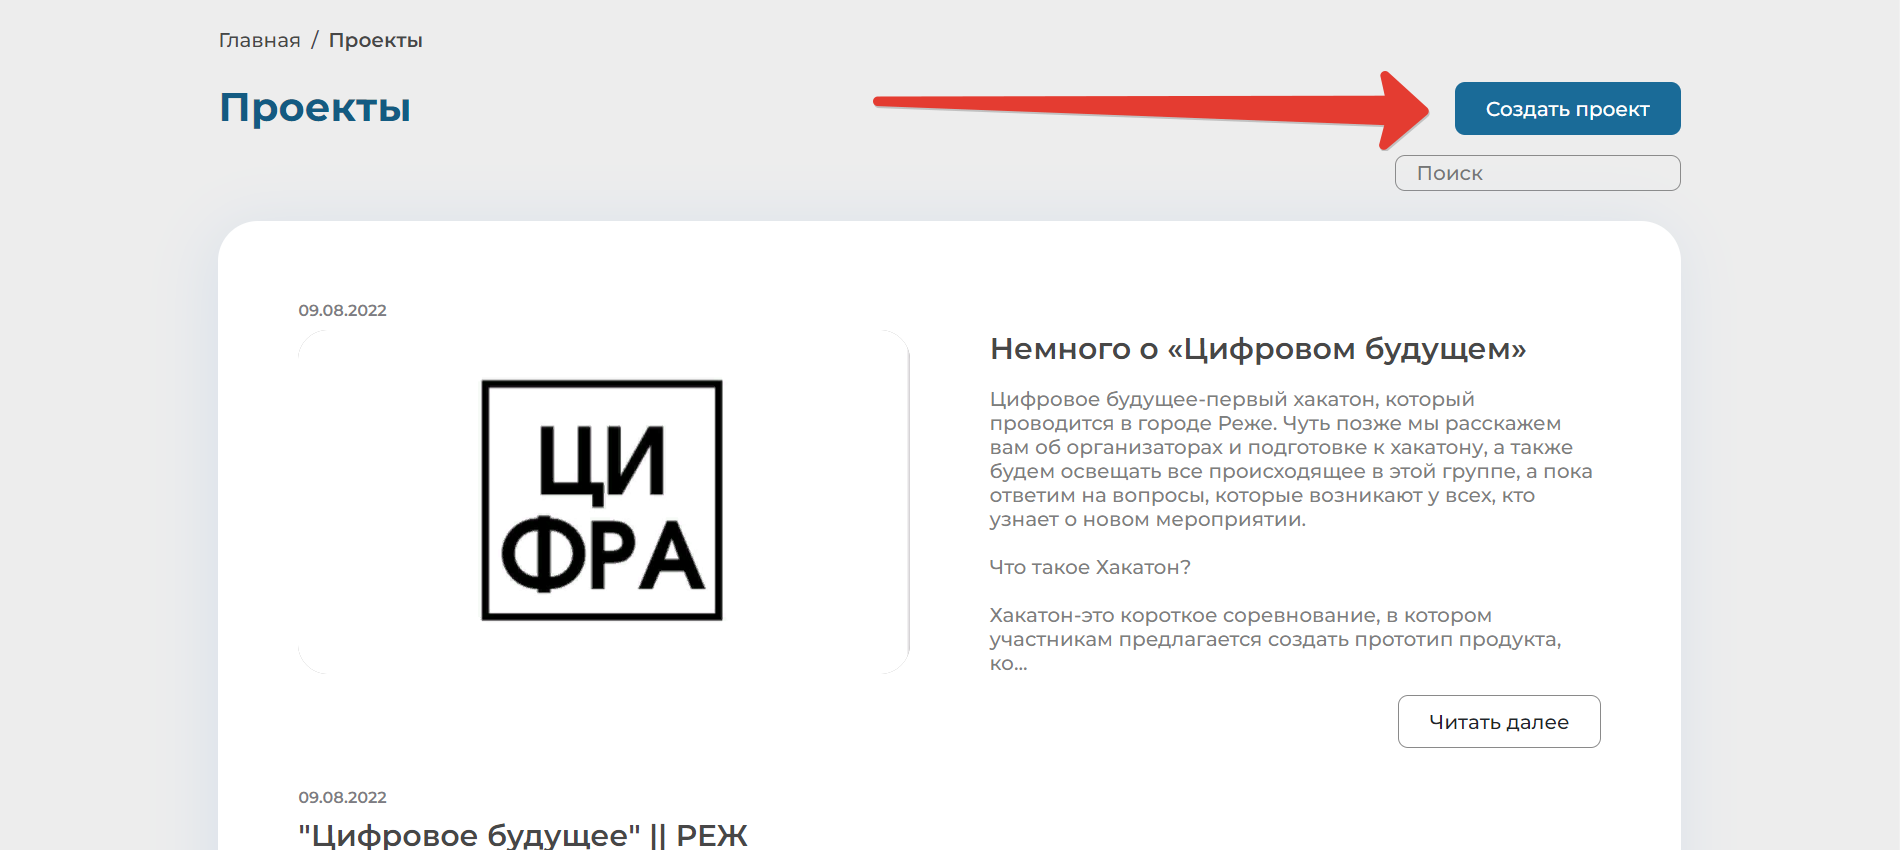 Главная / Проекты
Проекты
Создать проект
Поиск
09.08.2022
ЦИ
ФРА
Немного о «Цифровом будущем»
Цифровое будущее-первый хакатон, который
проводится в городе Реже. Чуть позже мы расскажем
вам об организаторах и подготовке к хакатону, а также
будем освещать все происходящее в этой группе, а пока
ответим на вопросы, которые возникают у всех, кто
узнает о новом мероприятии.
Что такое Хакатон?
Хакатон-это короткое соревнование, в котором
участникам предлагается создать прототип продукта,
ко...
Читать далее
09.08.2022
"Цифровое будущее" || РЕЖ